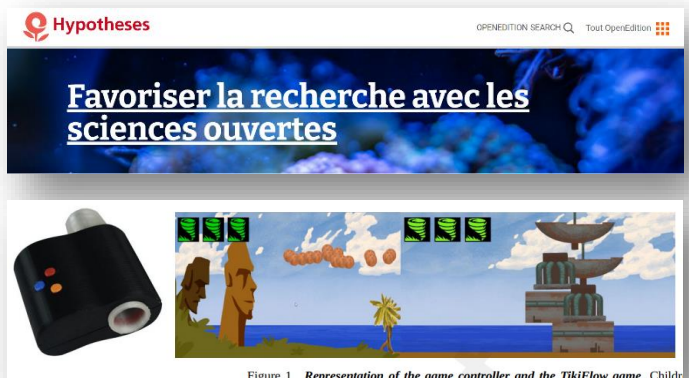 Hypotheses
OPENEDITION SEARCH Tout OpenEdition
Favoriser la recherche avec les
sciences ouvertes
Figure 1 Representation of the game controller and the TikiFlow game. Childr